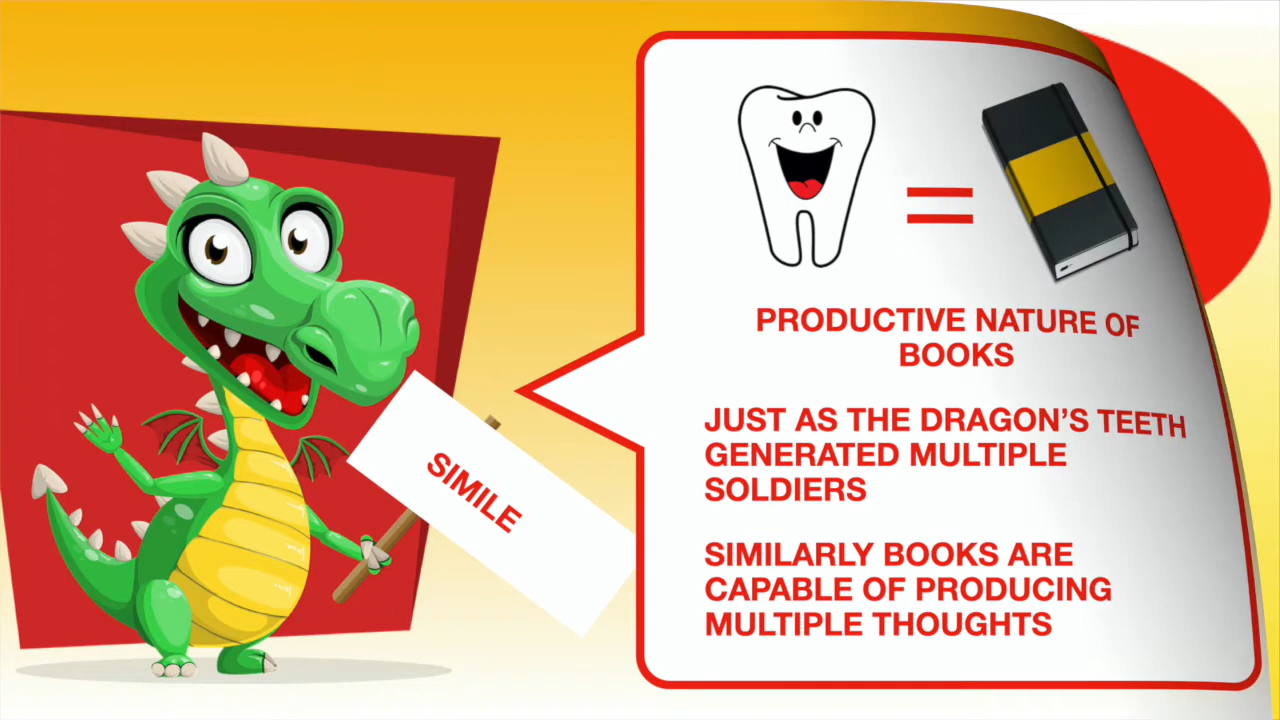 SIMILE
PRODUCTIVE NATURE OF
BOOKS
JUST AS THE DRAGON'S TEETH
GENERATED MULTIPLE
SOLDIERS
SIMILARLY BOOKS ARE
CAPABLE OF PRODUCING
MULTIPLE THOUGHTS